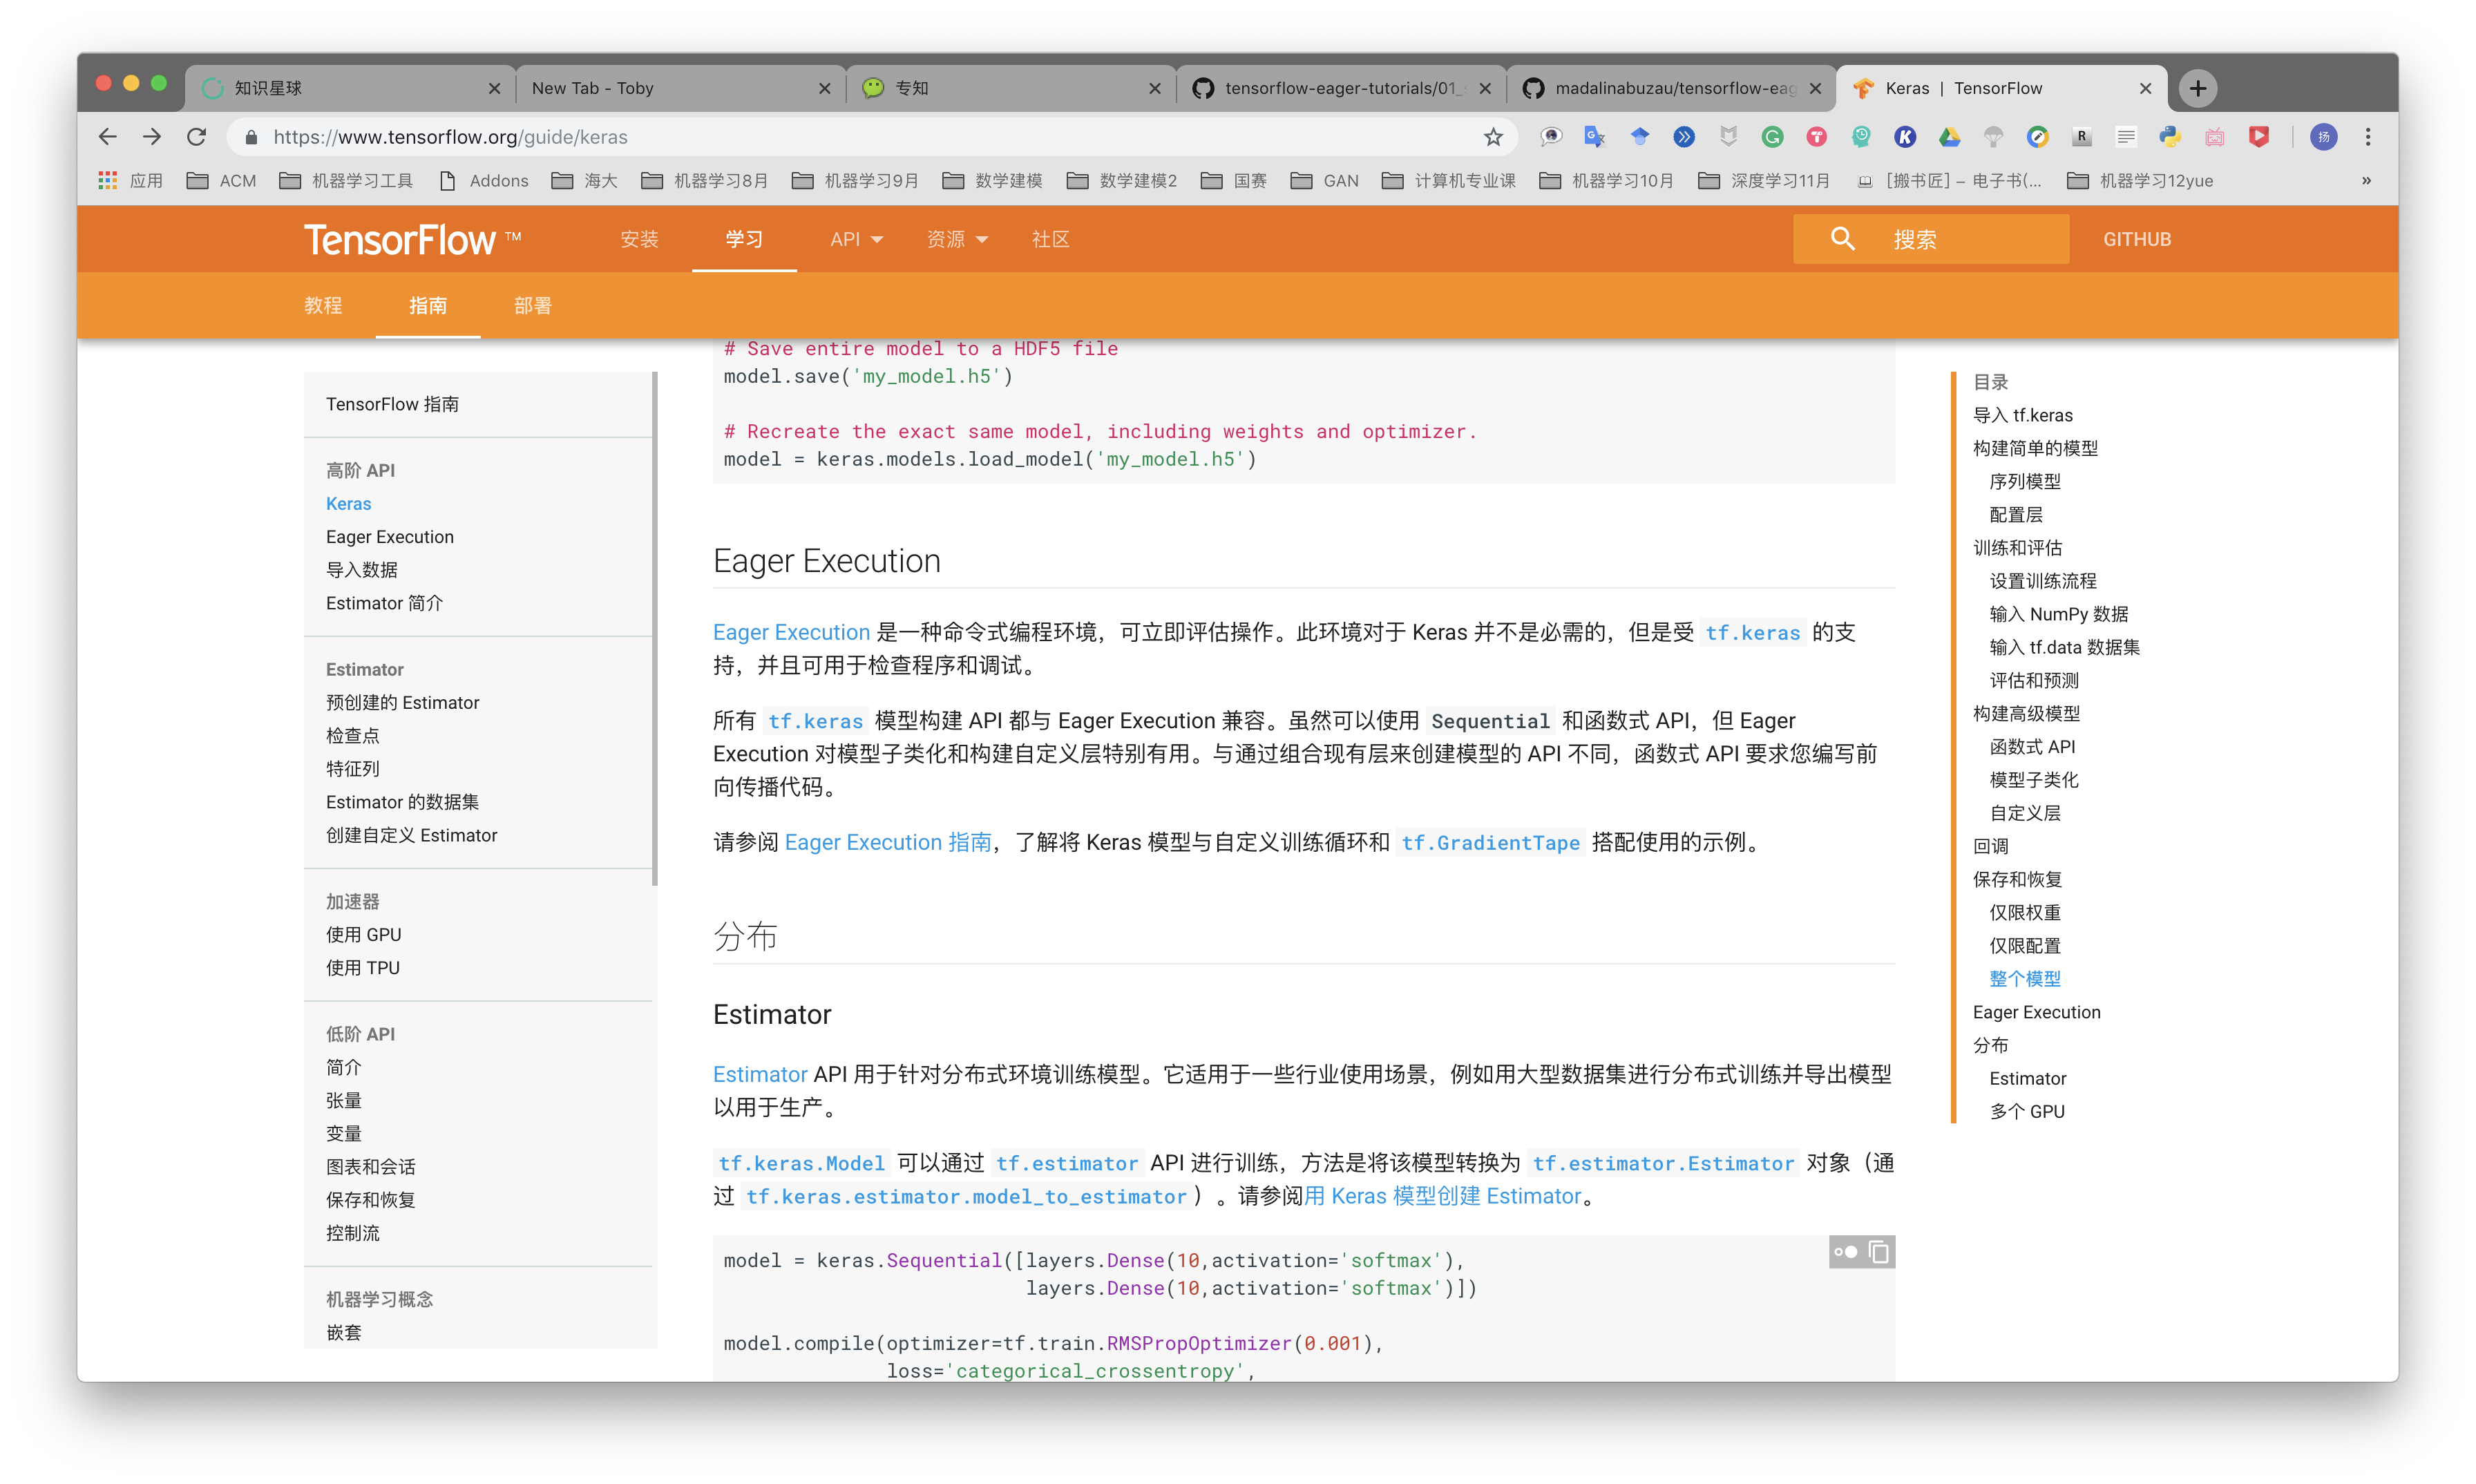 知识星球
New Tab - Toby
专知
tensorflow-eager-tutorials/01_
madalinabuzau/tensorflow-eag
Keras | TensorFlow
https://www.tensorflow.org/guide/keras
扬
应用
ACM
机器学习工具
Addons
海大
机器学习8月
机器学习9月
数学建模
数学建模2
国赛
GAN
计算机专业课
机器学习10月
深度学习11月
[搬书匠] – 电子书(...
机器学习12yue
»
TensorFlow ™
安装
学习
API
资源
社区
搜索
GITHUB
教程
指南
部署
TensorFlow 指南
高阶 API
Keras
Eager Execution
导入数据
Estimator 简介
Estimator
预创建的 Estimator
检查点
特征列
Estimator 的数据集
创建自定义 Estimator
加速器
使用 GPU
使用 TPU
低阶 API
简介
张量
变量
图表和会话
保存和恢复
控制流
机器学习概念
嵌套
# Save entire model to a HDF5 file
model.save('my_model.h5')
# Recreate the exact same model, including weights and optimizer.
model = keras.models.load_model('my_model.h5')
Eager Execution
Eager Execution 是一种命令式编程环境，可立即评估操作。此环境对于 Keras 并不是必需的，但是受 tf.keras 的支
持，并且可用于检查程序和调试。
所有 tf.keras 模型构建 API 都与 Eager Execution 兼容。虽然可以使用 Sequential 和函数式 API，但 Eager
Execution 对模型子类化和构建自定义层特别有用。与通过组合现有层来创建模型的 API 不同，函数式 API 要求您编写前
向传播代码。
请参阅 Eager Execution 指南，了解将 Keras 模型与自定义训练循环和 tf.GradientTape 搭配使用的示例。
分布
Estimator
Estimator API 用于针对分布式环境训练模型。它适用于一些行业使用场景，例如用大型数据集进行分布式训练并导出模型
以用于生产。
tf.keras.Model 可以通过 tf.estimator API 进行训练，方法是将该模型转换为 tf.estimator.Estimator 对象（通
过 tf.keras.estimator.model_to_estimator）。请参阅用 Keras 模型创建 Estimator。
model = keras.Sequential([layers.Dense(10,activation='softmax'),
layers.Dense(10,activation='softmax')])
model.compile(optimizer=tf.train.RMSPropOptimizer(0.001),
loss='categorical_crossentropy',
目录
导入 tf.keras
构建简单的模型
序列模型
配置层
训练和评估
设置训练流程
输入 NumPy 数据
输入 tf.data 数据集
评估和预测
构建高级模型
函数式 API
模型子类化
自定义层
回调
保存和恢复
仅限权重
仅限配置
整个模型
Eager Execution
分布
Estimator
多个 GPU